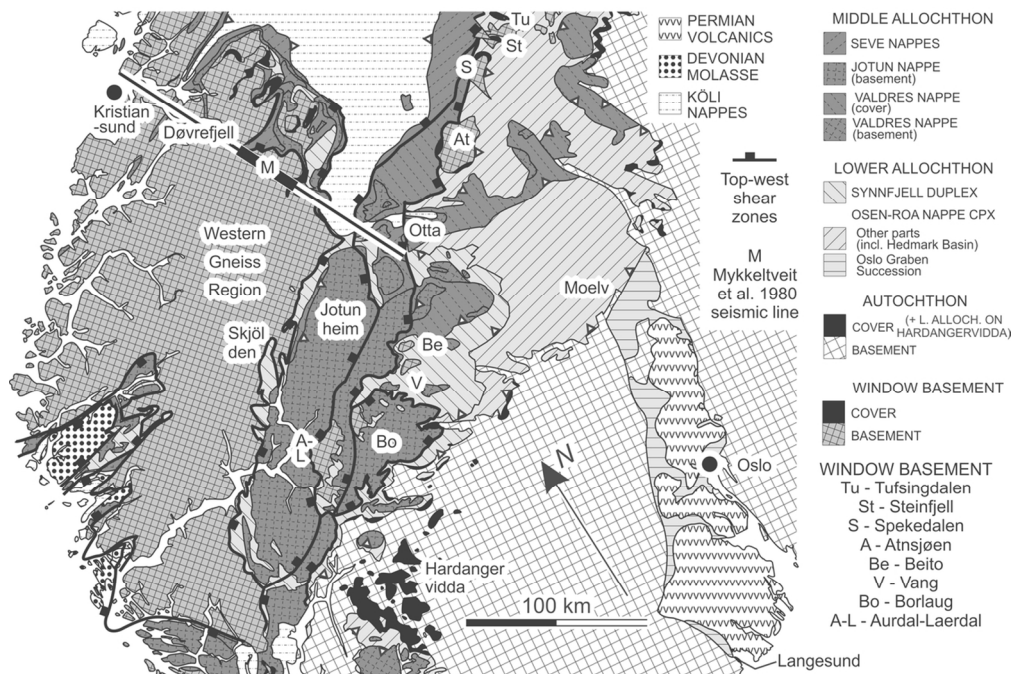 Tu
St
S
At
Kristian
-sund
Døvrefjell
M
Otta
Western
Gneiss
Region
Moelv
Jotun
heim
Skjöl
den
Be
V
A-
L
Bo
N
Oslo
Hardanger
vidda
100 km
Langesund
PERMIAN
VOLCANICS
DEVONIAN
MOLASSE
KÖLI
NAPPES
Top-west
shear
zones
M
Mykkeltveit
et al. 1980
seismic line
MIDDLE ALLOCHTHON
SEVE NAPPES
JOTUN NAPPE
(basement)
VALDRES NAPPE
(cover)
VALDRES NAPPE
(basement)
LOWER ALLOCHTHON
SYNNFJELL DUPLEX
OSEN-ROA NAPPE CPX
Other parts
(incl. Hedmark Basin)
Oslo Graben
Succession
AUTOCHTHON
COVER (+ L. ALLOCH. ON
HARDANGERVIDDA)
BASEMENT
WINDOW BASEMENT
COVER
BASEMENT
WINDOW BASEMENT
Tu - Tufsingdalen
St - Steinfjell
S - Spekedalen
A - Atnsjøen
Be - Beito
V - Vang
Bo - Borlaug
A-L - Aurdal-Laerdal